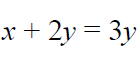 x + 2y = 3y